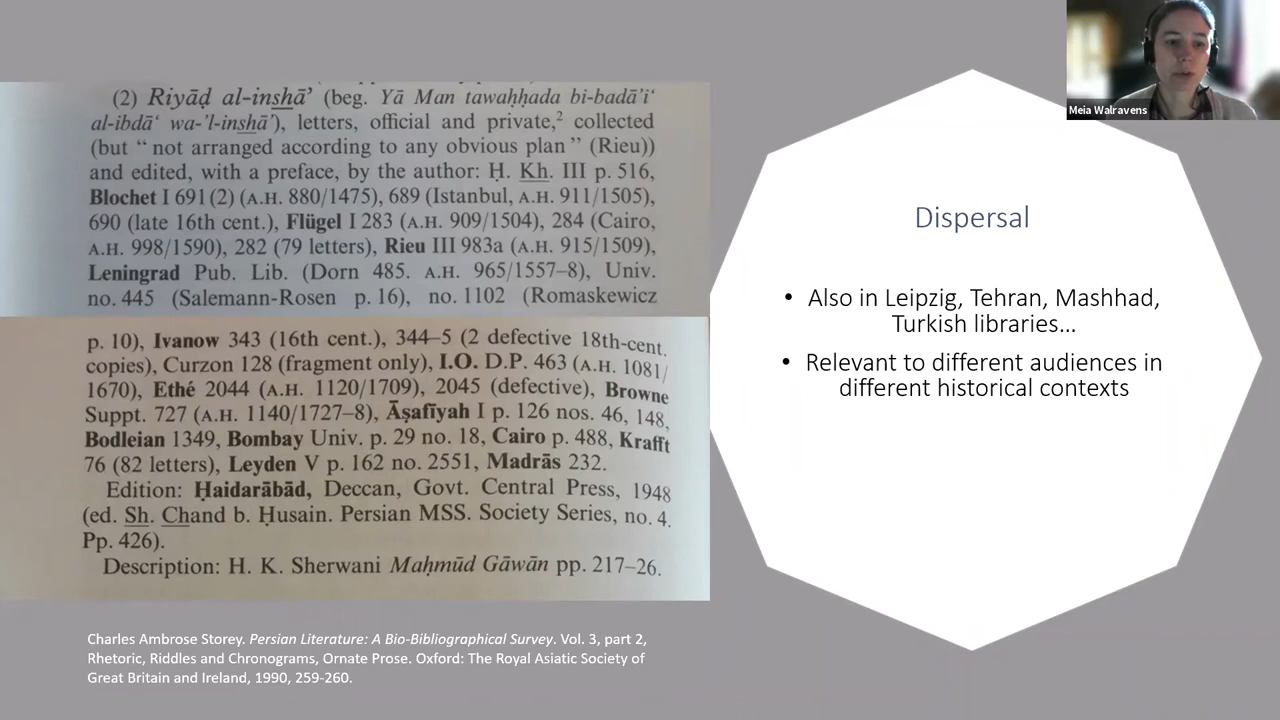 (2) Riyāḍ al-inshā’ (beg. Yā Man tawaḥḥada bi-badā’i‘
al-ibdā‘ wa-’l-inshā’), letters, official and private,² collected
(but “not arranged according to any obvious plan” (Rieu))
and edited, with a preface, by the author: Ḥ. Kh. III p. 516,
Blochet I 691 (2) (A.H. 880/1475), 689 (Istanbul, A.H. 911/1505),
690 (late 16th cent.), Flügel I 283 (A.H. 909/1504), 284 (Cairo,
A.H. 998/1590), 282 (79 letters), Rieu III 983a (A.H. 915/1509),
Leningrad Pub. Lib. (Dorn 485. A.H. 965/1557–8), Univ.
no. 445 (Salemann-Rosen p. 16), no. 1102 (Romaskewicz
p. 10), Ivanow 343 (16th cent.), 344–5 (2 defective 18th-cent.
copies), Curzon 128 (fragment only), I.O. D.P. 463 (A.H. 1081/
1670), Ethé 2044 (A.H. 1120/1709), 2045 (defective), Browne
Suppt. 727 (A.H. 1140/1727–8), Āṣafīyah I p. 126 nos. 46, 148,
Bodleian 1349, Bombay Univ. p. 29 no. 18, Cairo p. 488, Krafft
76 (82 letters), Leyden V p. 162 no. 2551, Madrās 232.
Edition: Ḥaidarābād, Deccan, Govt. Central Press, 1948
(ed. Sh. Chand b. Ḥusain. Persian MSS. Society Series, no. 4.
Pp. 426).
Description: H. K. Sherwani Maḥmūd Gāwān pp. 217–26.
Charles Ambrose Storey. Persian Literature: A Bio-Bibliographical Survey. Vol. 3, part 2,
Rhetoric, Riddles and Chronograms, Ornate Prose. Oxford: The Royal Asiatic Society of
Great Britain and Ireland, 1990, 259-260.
Dispersal
• Also in Leipzig, Tehran, Mashhad,
Turkish libraries…
• Relevant to different audiences in
different historical contexts
Meia Walravens